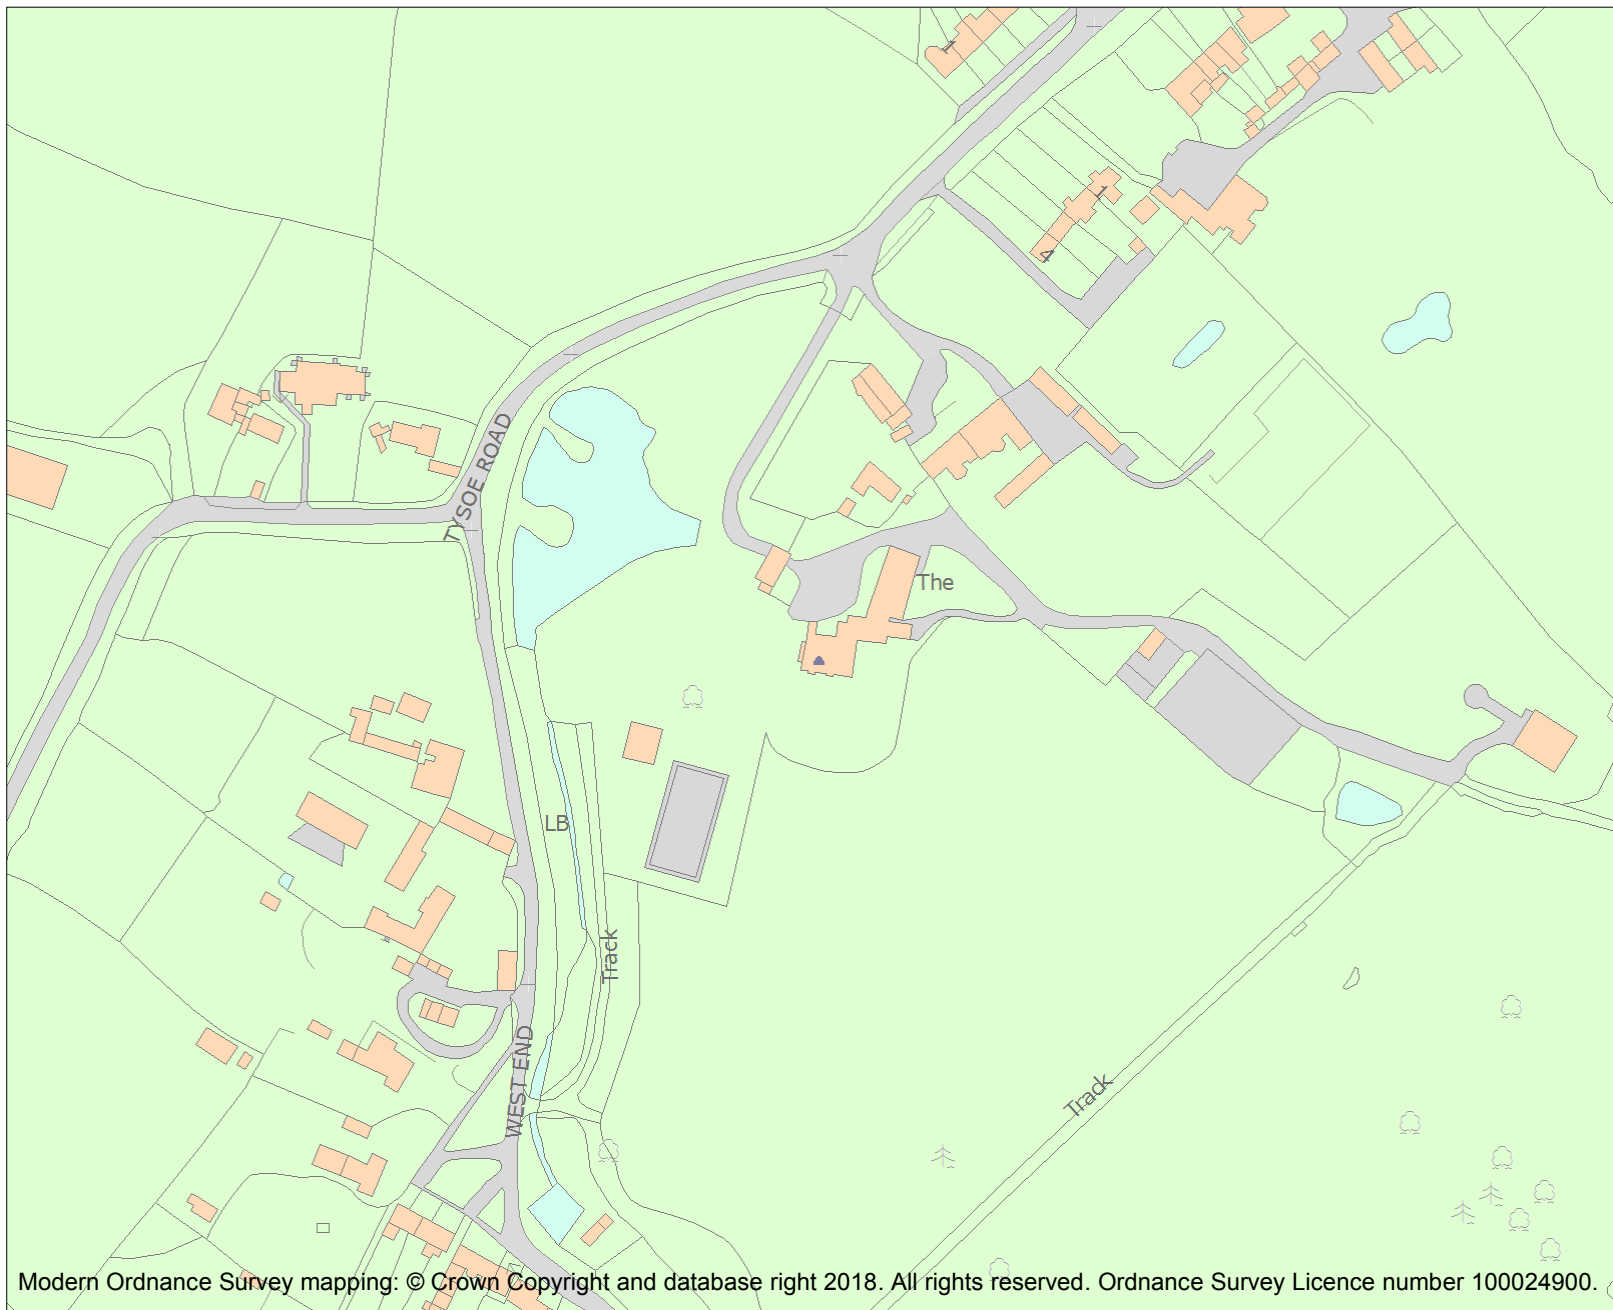 1
1
4
TYSOE ROAD
The
LB
Track
WEST END
Track
Modern Ordnance Survey mapping: © Crown Copyright and database right 2018. All rights reserved. Ordnance Survey Licence number 100024900.